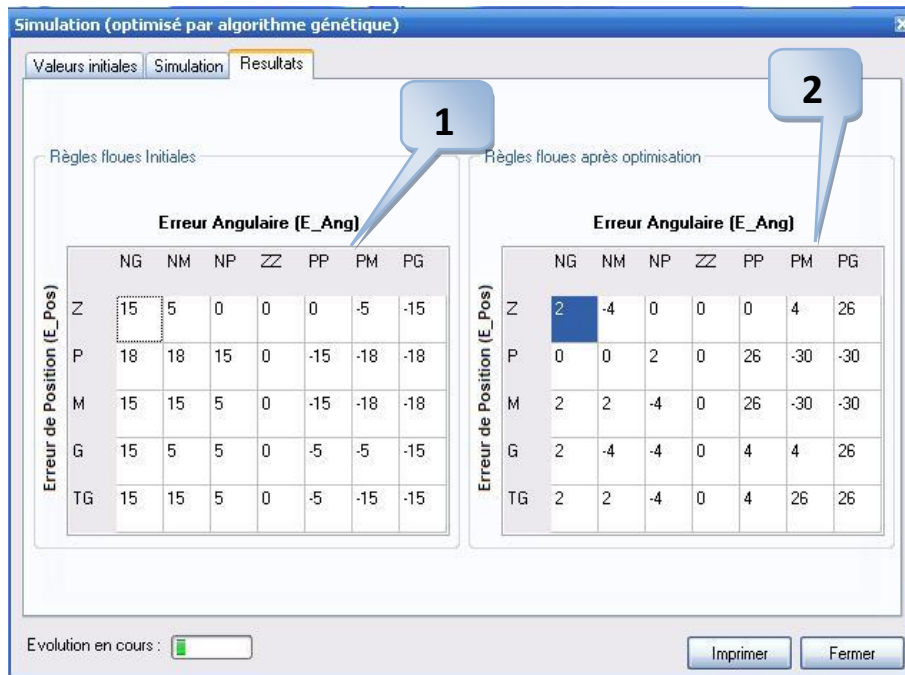 Simulation (optimisé par algorithme génétique)
Valeurs initiales Simulation Resultats
1
2
Règles floues Initiales
Erreur Angulaire (E_Ang)
Erreur de Position (E_Pos)
NG NM NP ZZ PP PM PG
Z 15 5 0 0 0 -5 -15
P 18 18 15 0 -15 -18 -18
M 15 15 5 0 -15 -18 -18
G 15 5 5 0 -5 -5 -15
TG 15 15 5 0 -5 -15 -15
Règles floues après optimisation
Erreur Angulaire (E_Ang)
Erreur de Position (E_Pos)
NG NM NP ZZ PP PM PG
Z 2 -4 0 0 0 4 26
P 0 0 2 0 26 -30 -30
M 2 2 -4 0 26 -30 -30
G 2 -4 -4 0 4 4 26
TG 2 2 -4 0 4 26 26
Evolution en cours :
Imprimer
Fermer